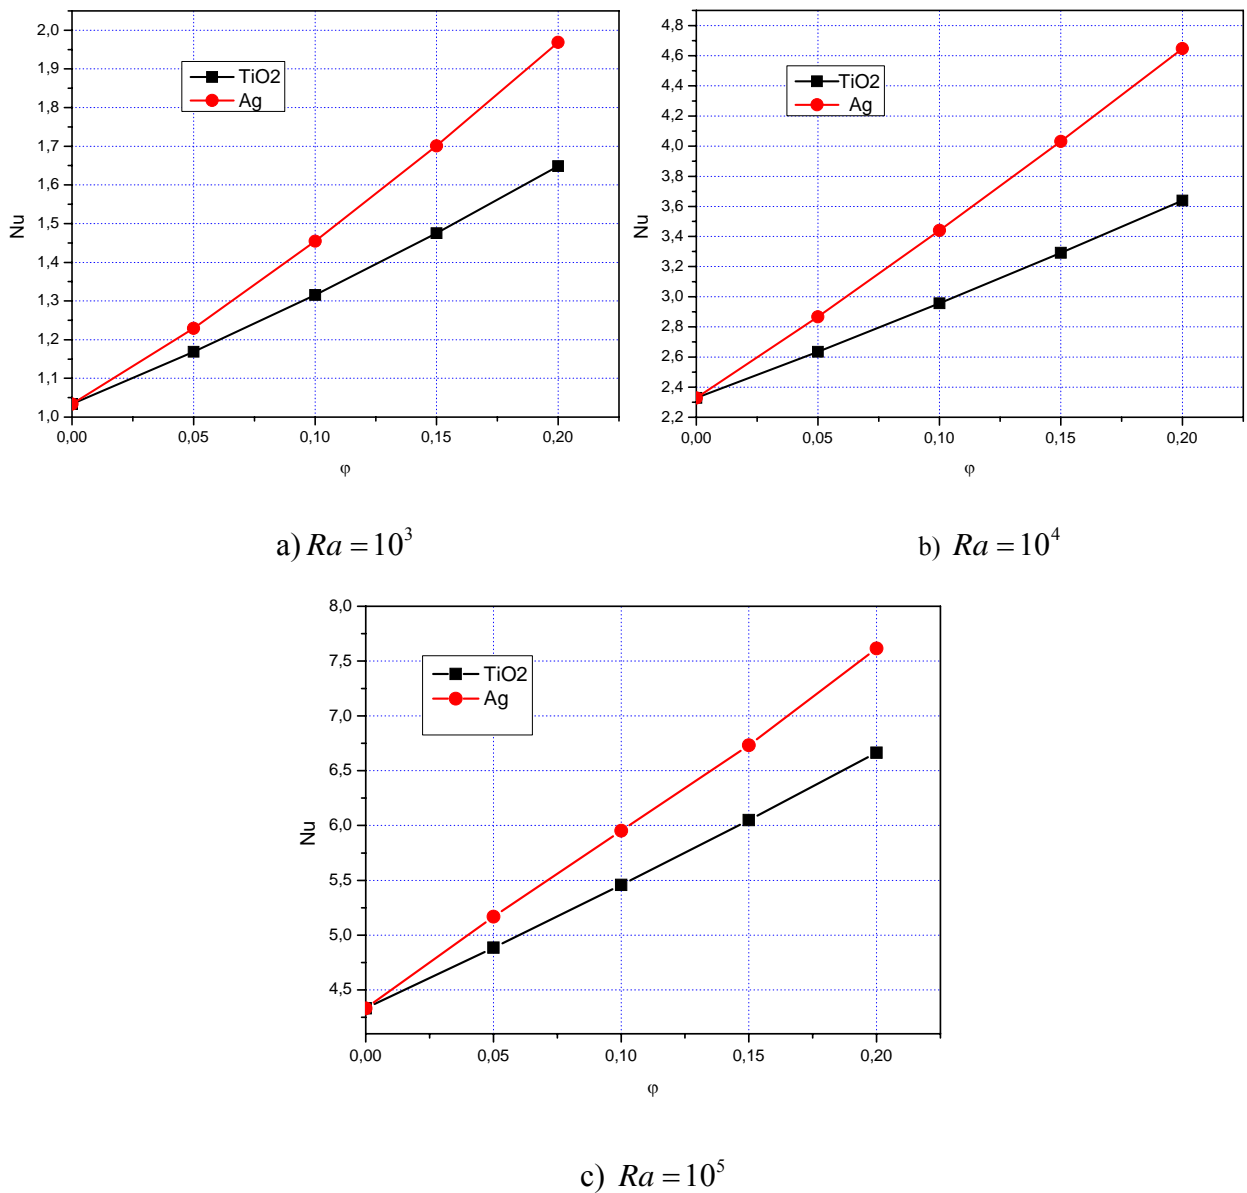 2,0
1,9
1,8
1,7
1,6
1,5
1,4
1,3
1,2
1,1
1,0
Nu
TiO2
Ag
0,00 0,05 0,10 0,15 0,20
φ
a) Ra = 10³
4,8
4,6
4,4
4,2
4,0
3,8
3,6
3,4
3,2
3,0
2,8
2,6
2,4
2,2
Nu
TiO2
Ag
0,00 0,05 0,10 0,15 0,20
φ
b) Ra = 10⁴
8,0
7,5
7,0
6,5
6,0
5,5
5,0
4,5
Nu
TiO2
Ag
0,00 0,05 0,10 0,15 0,20
φ
c) Ra = 10⁵